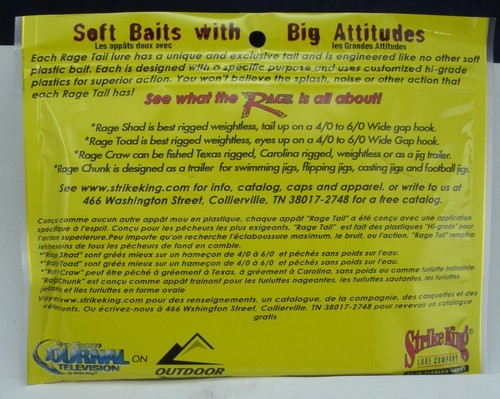 Soft Baits with Big Attitudes
Les appâts doux avec les Grandes Attitudes
Each Rage Tail lure has a unique and exclusive tail and is engineered like no other soft
plastic bait. Each is designed with a specific purpose and uses customized hi-grade
plastics for superior action. You won't believe the splash, noise or other action that
each Rage Tail has!
See what the RAGE is all about!
*Rage Shad is best rigged weightless, tail up on a 4/0 to 6/0 Wide gap hook.
*Rage Toad is best rigged weightless, eyes up on a 4/0 to 6/0 Wide Gap hook.
*Rage Craw can be fished Texas rigged, Carolina rigged, weightless or as a jig trailer.
*Rage Chunk is designed as a trailer for swimming jigs, flipping jigs, casting jigs and football jigs.
See www.strikeking.com for info, catalog, caps and apparel. or write to us at
466 Washington Street, Collierville, TN 38017-2748 for a free catalog.
Conçu comme aucun autre appât mou en plastique, chaque appât "Rage Tail" a été conçu avec une application
spécifique à l'esprit. Conçu pour les pêcheurs les plus exigeants, "Rage Tail" est fait des plastiques "Hi-grade" pour
l'action superieure. Peu importe qu'on recherche l'éclaboussure maximum, le bruit, ou l'action, "Rage Tail" remplira
les besoins de tous les pêcheurs de fond en comble.
*"Rage Shad" sont gréés mieux sur un hameçon de 4/0 à 6/0 et pêchés sans poids sur l'eau.
*"Rage Toad" sont gréés mieux sur un hameçon de 4/0 à 6/0 et pêchés sans poids sur l'eau.
*"Rage Craw" peut être pêché à gréement à Texas, à gréement à Carolina, sans poids ou comme turlutte trainante.
"Rage Chunk" est conçu comme appât trainant pour les turluttes nageantes, les turluttes sautantes, les turluttes
jetants et les turluttes en forme ovale
Voye www.strikeking.com pour des renseignements, un catalogue, de la compagnie, des casquettes et des
vêtements. Ou écrivez-nous à 466 Washington Street, Collierville, TN 38017-2748 pour recevoir un catalogue
gratis
JOURNAL
TELEVISION
ON
OUTDOOR
Strike King
LURE COMPANY